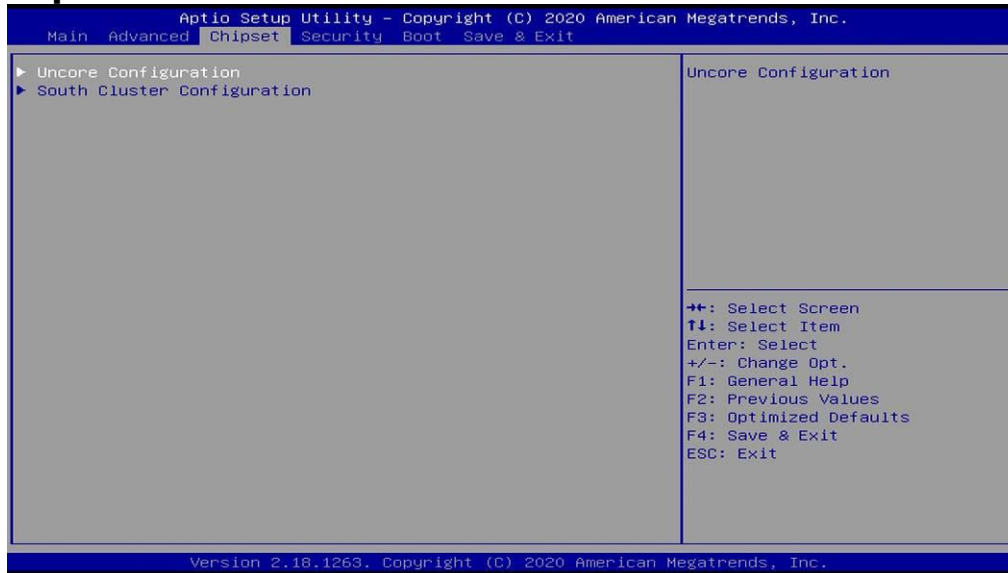 Aptio Setup Utility – Copyright (C) 2020 American Megatrends, Inc.
Main Advanced Chipset Security Boot Save & Exit
▶ Uncore Configuration
▶ South Cluster Configuration
Uncore Configuration
→←: Select Screen
↑↓: Select Item
Enter: Select
+/-: Change Opt.
F1: General Help
F2: Previous Values
F3: Optimized Defaults
F4: Save & Exit
ESC: Exit
Version 2.18.1263. Copyright (C) 2020 American Megatrends, Inc.